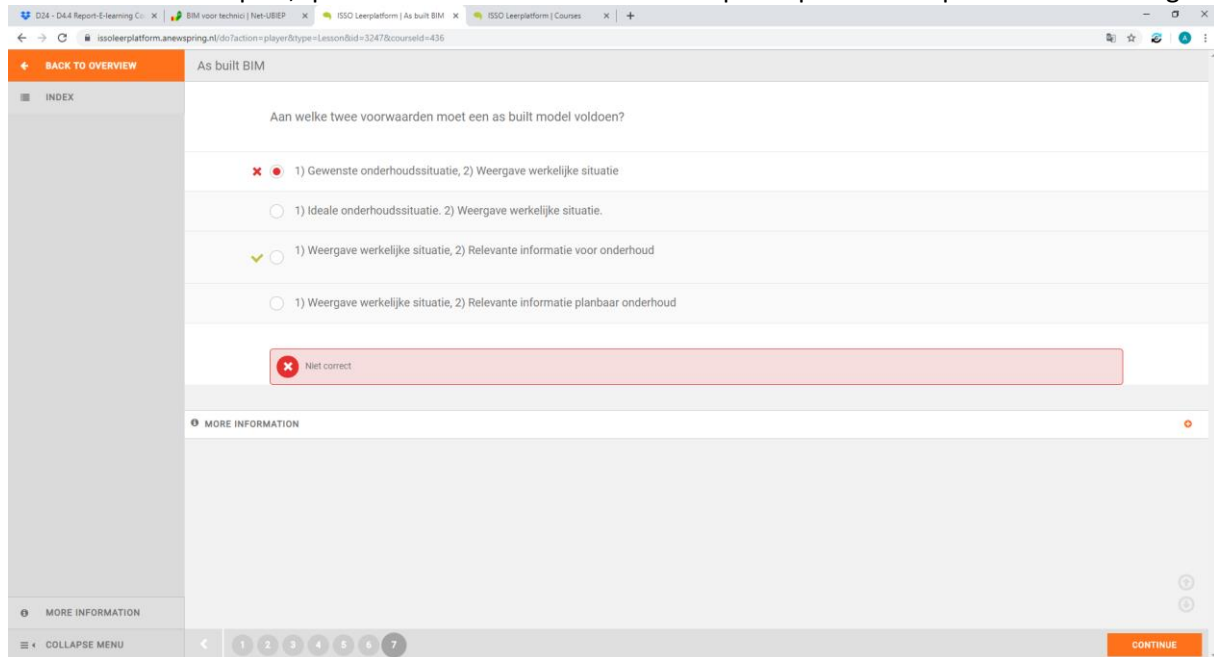 D24 - D4.4 Report-E-learning Co
BIM voor technici | Net-UBIEP
ISSO Leerplatform | As built BIM
ISSO Leerplatform | Courses
issoleerplatform.anewspring.nl/do?action=player&type=Lesson&id=3247&courseId=436
BACK TO OVERVIEW
As built BIM
INDEX
Aan welke twee voorwaarden moet een as built model voldoen?
1) Gewenste onderhoudssituatie, 2) Weergave werkelijke situatie
1) Ideale onderhoudssituatie. 2) Weergave werkelijke situatie.
1) Weergave werkelijke situatie, 2) Relevante informatie voor onderhoud
1) Weergave werkelijke situatie, 2) Relevante informatie planbaar onderhoud
Niet correct
MORE INFORMATION
MORE INFORMATION
COLLAPSE MENU
1 2 3 4 5 6 7
CONTINUE